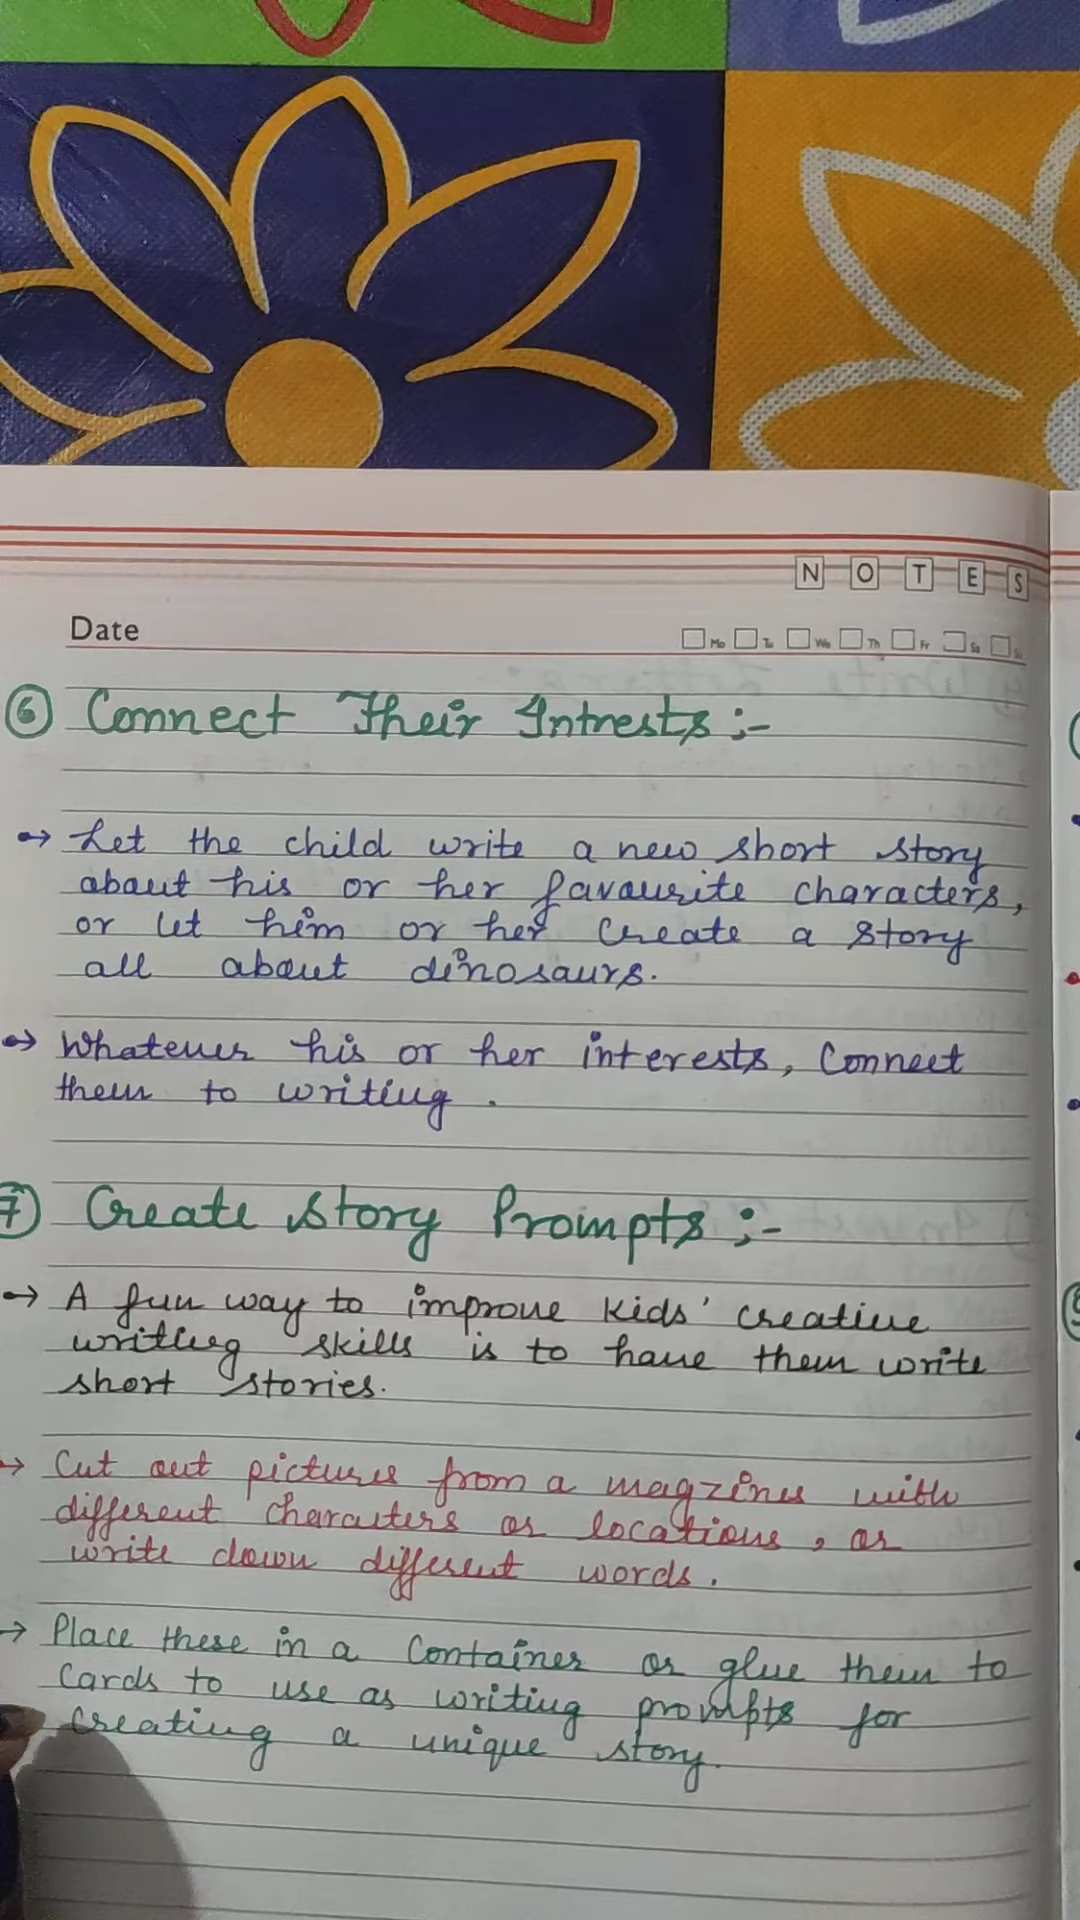 NOTES
Date
Mo Tu We Th Fr Sa Su
⑥ Connect Their Intrests :-
→ Let the child write a new short story
about his or her favourite characters,
or let him or her create a story
all about dinosaurs.
→ Whatever his or her interests, Connect
them to writing.
⑦ Create Story Prompts :-
→ A fun way to improve kids' creative
writing skills is to have them write
short stories.
→ Cut out pictures from a magzines with
different characters or locations, or
write down different words.
→ Place these in a Container or glue them to
Cards to use as writing prompts for
Creating a unique story.